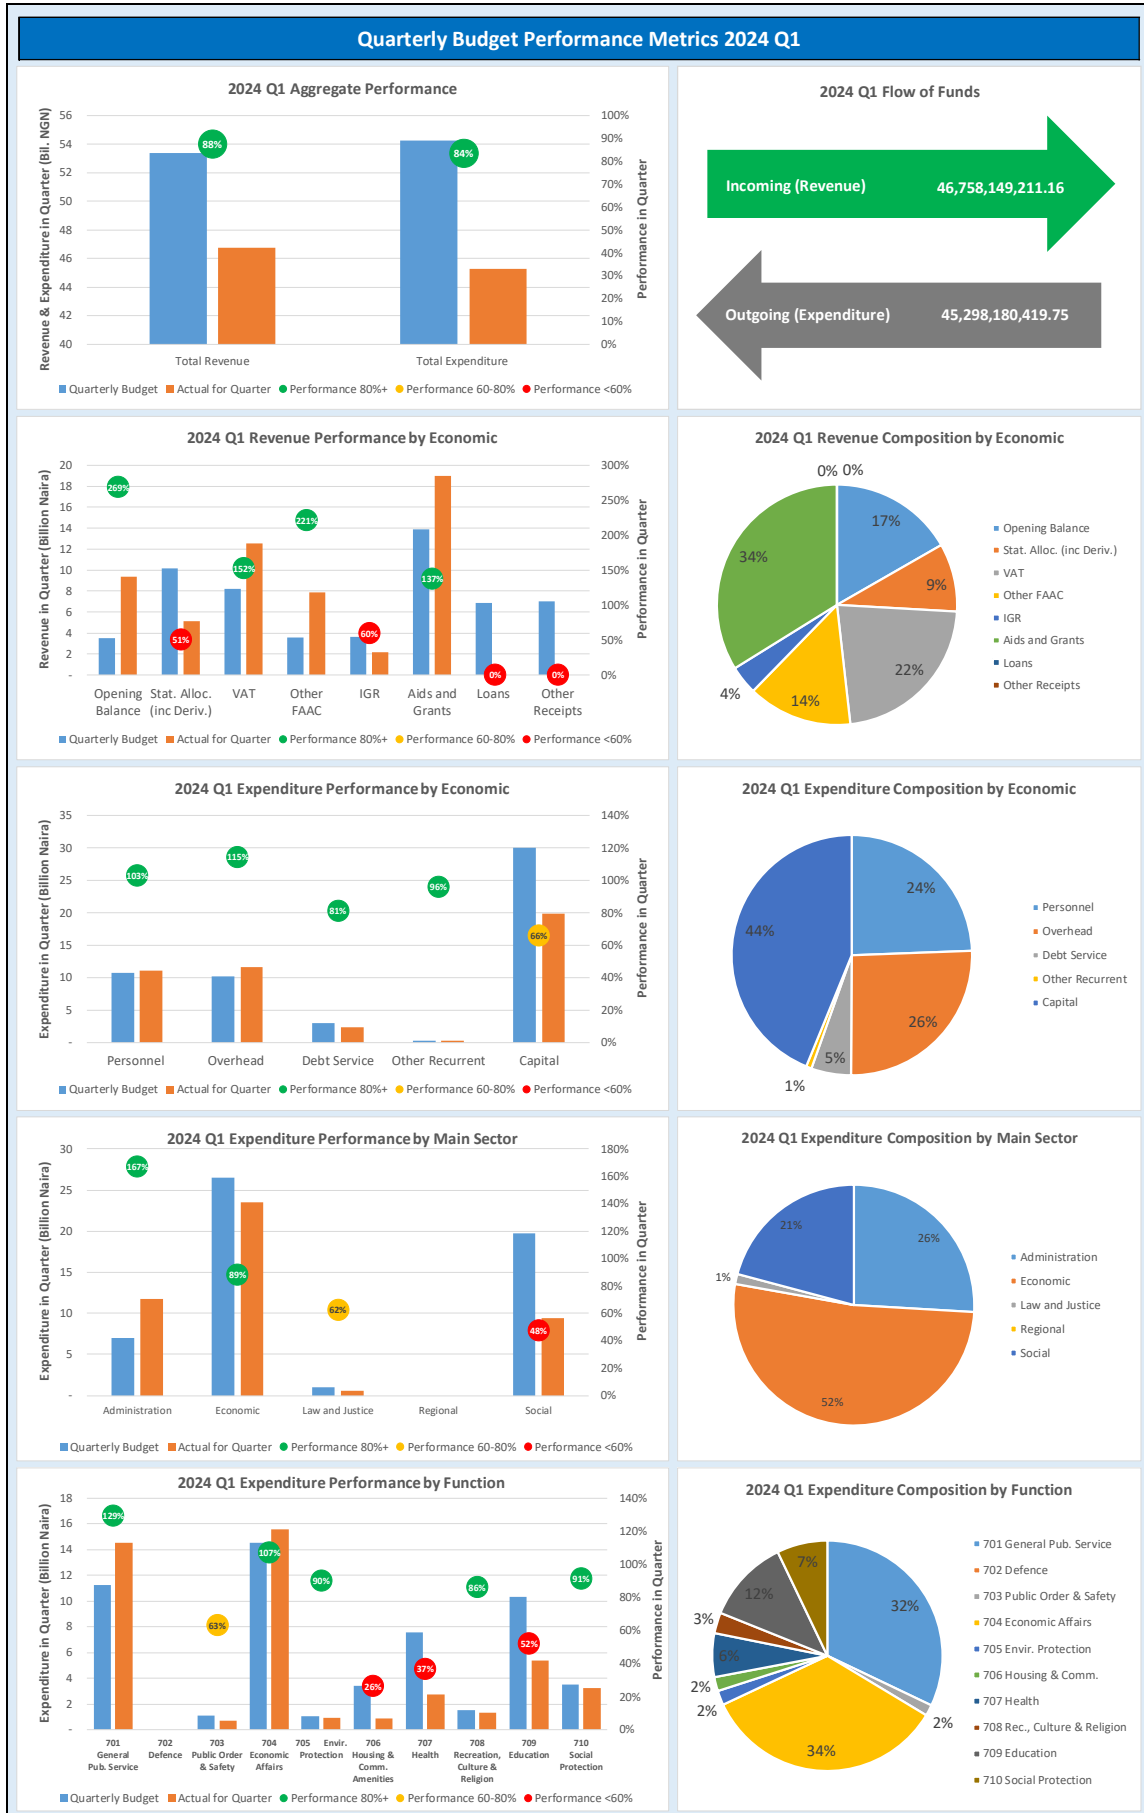 Quarterly Budget Performance Metrics 2024 Q1
2024 Q1 Aggregate Performance
Revenue & Expenditure in Quarter (Bil. NGN)
56
54
52
50
48
46
44
42
40
100%
90%
80%
70%
60%
50%
40%
30%
20%
10%
0%
Performance in Quarter
88%
84%
Total Revenue
Total Expenditure
Quarterly Budget
Actual for Quarter
Performance 80%+
Performance 60-80%
Performance <60%
2024 Q1 Flow of Funds
Incoming (Revenue)
46,758,149,211.16
Outgoing (Expenditure)
45,298,180,419.75
2024 Q1 Revenue Performance by Economic
Revenue in Quarter (Billion Naira)
20
18
16
14
12
10
8
6
4
2
-
300%
250%
200%
150%
100%
50%
0%
Performance in Quarter
269%
51%
152%
221%
60%
137%
0%
0%
Opening
Balance
Stat. Alloc.
(inc Deriv.)
VAT
Other
FAAC
IGR
Aids and
Grants
Loans
Other
Receipts
Quarterly Budget
Actual for Quarter
Performance 80%+
Performance 60-80%
Performance <60%
2024 Q1 Revenue Composition by Economic
0%
0%
17%
9%
22%
14%
4%
34%
Opening Balance
Stat. Alloc. (inc Deriv.)
VAT
Other FAAC
IGR
Aids and Grants
Loans
Other Receipts
2024 Q1 Expenditure Performance by Economic
Expenditure in Quarter (Billion Naira)
35
30
25
20
15
10
5
-
140%
120%
100%
80%
60%
40%
20%
0%
Performance in Quarter
103%
115%
81%
96%
66%
Personnel
Overhead
Debt Service
Other Recurrent
Capital
Quarterly Budget
Actual for Quarter
Performance 80%+
Performance 60-80%
Performance <60%
2024 Q1 Expenditure Composition by Economic
24%
26%
5%
1%
44%
Personnel
Overhead
Debt Service
Other Recurrent
Capital
2024 Q1 Expenditure Performance by Main Sector
Expenditure in Quarter (Billion Naira)
30
25
20
15
10
5
-
180%
160%
140%
120%
100%
80%
60%
40%
20%
0%
Performance in Quarter
167%
89%
62%
48%
Administration
Economic
Law and Justice
Regional
Social
Quarterly Budget
Actual for Quarter
Performance 80%+
Performance 60-80%
Performance <60%
2024 Q1 Expenditure Composition by Main Sector
26%
52%
1%
21%
Administration
Economic
Law and Justice
Regional
Social
2024 Q1 Expenditure Performance by Function
Expenditure in Quarter (Billion Naira)
18
16
14
12
10
8
6
4
2
-
140%
120%
100%
80%
60%
40%
20%
0%
Performance in Quarter
129%
63%
107%
90%
26%
37%
86%
52%
91%
701
General
Pub. Service
702
Defence
703
Public Order
& Safety
704
Economic
Affairs
705 Envir.
Protection
706
Housing &
Comm.
Amenities
707
Health
708
Recreation,
Culture &
Religion
709
Education
710
Social
Protection
Quarterly Budget
Actual for Quarter
Performance 80%+
Performance 60-80%
Performance <60%
2024 Q1 Expenditure Composition by Function
32%
2%
34%
2%
2%
6%
3%
12%
7%
701 General Pub. Service
702 Defence
703 Public Order & Safety
704 Economic Affairs
705 Envir. Protection
706 Housing & Comm.
707 Health
708 Rec., Culture & Religion
709 Education
710 Social Protection